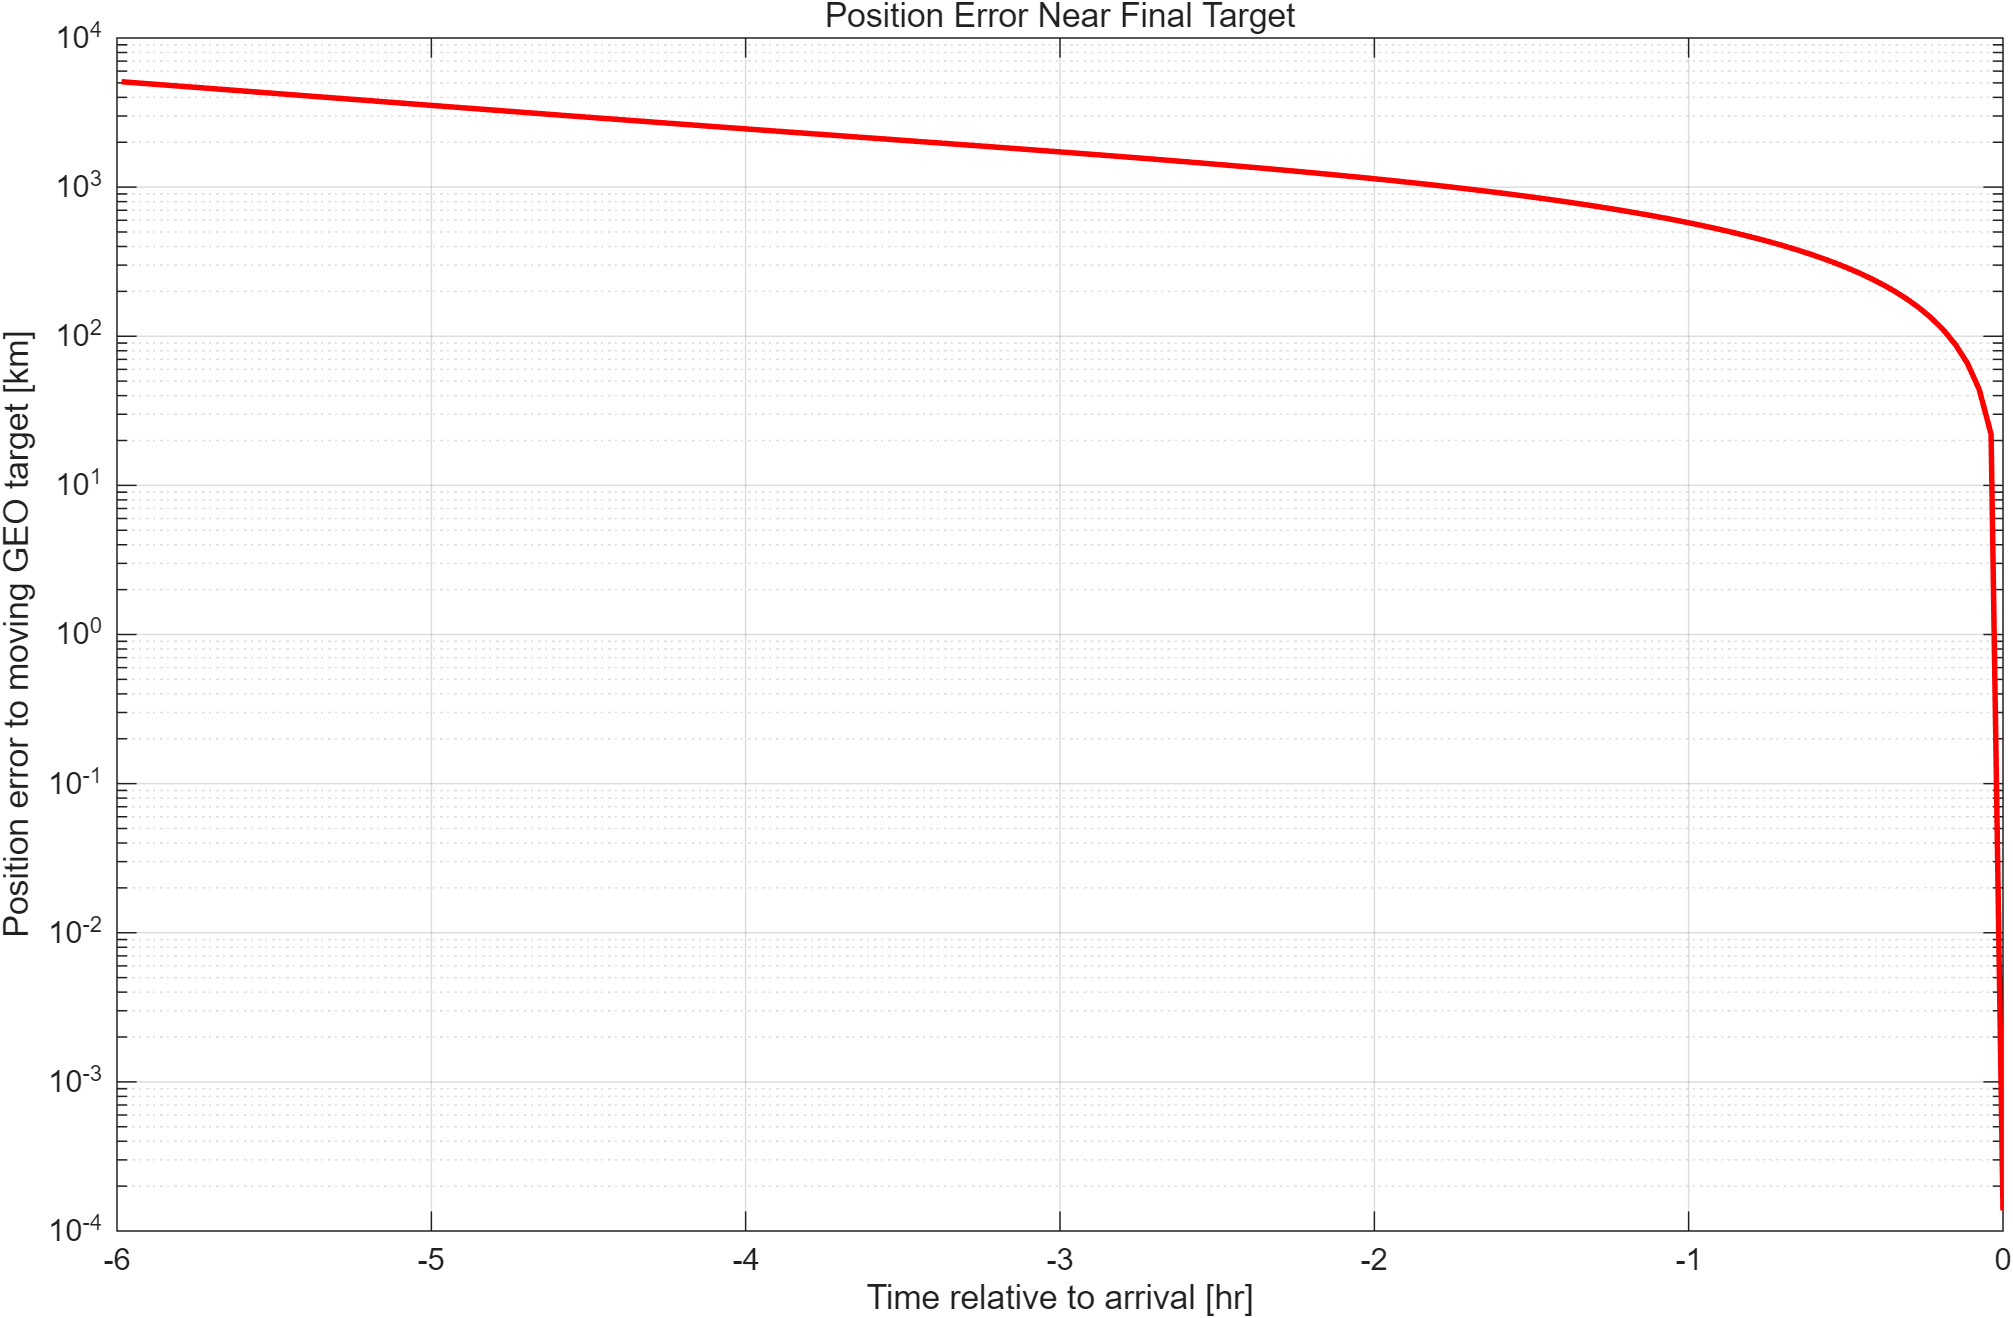 Position Error Near Final Target
Position error to moving GEO target [km]
10^4
10^3
10^2
10^1
10^0
10^-1
10^-2
10^-3
10^-4
-6 -5 -4 -3 -2 -1 0
Time relative to arrival [hr]